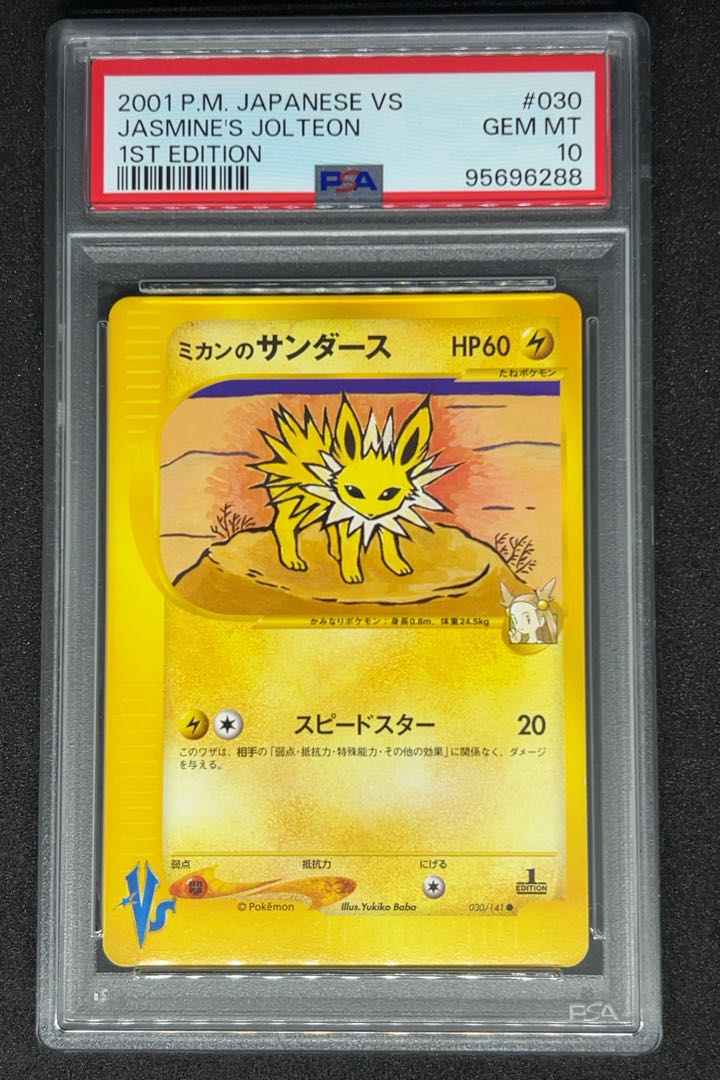 2001 P.M. JAPANESE VS #030
JASMINE'S JOLTEON GEM MT
1ST EDITION 10
PSA 95696288
ミカンのサンダース HP60
たねポケモン
かみなりポケモン：身長0.8m 体重24.5kg
スピードスター 20
このワザは、相手の「弱点・抵抗力・特殊能力・その他の効果」に関係なく、ダメージ
を与える。
弱点 抵抗力 にげる
1
EDITION
VS
© Pokémon Illus.Yukiko Baba 030/141●
PSA